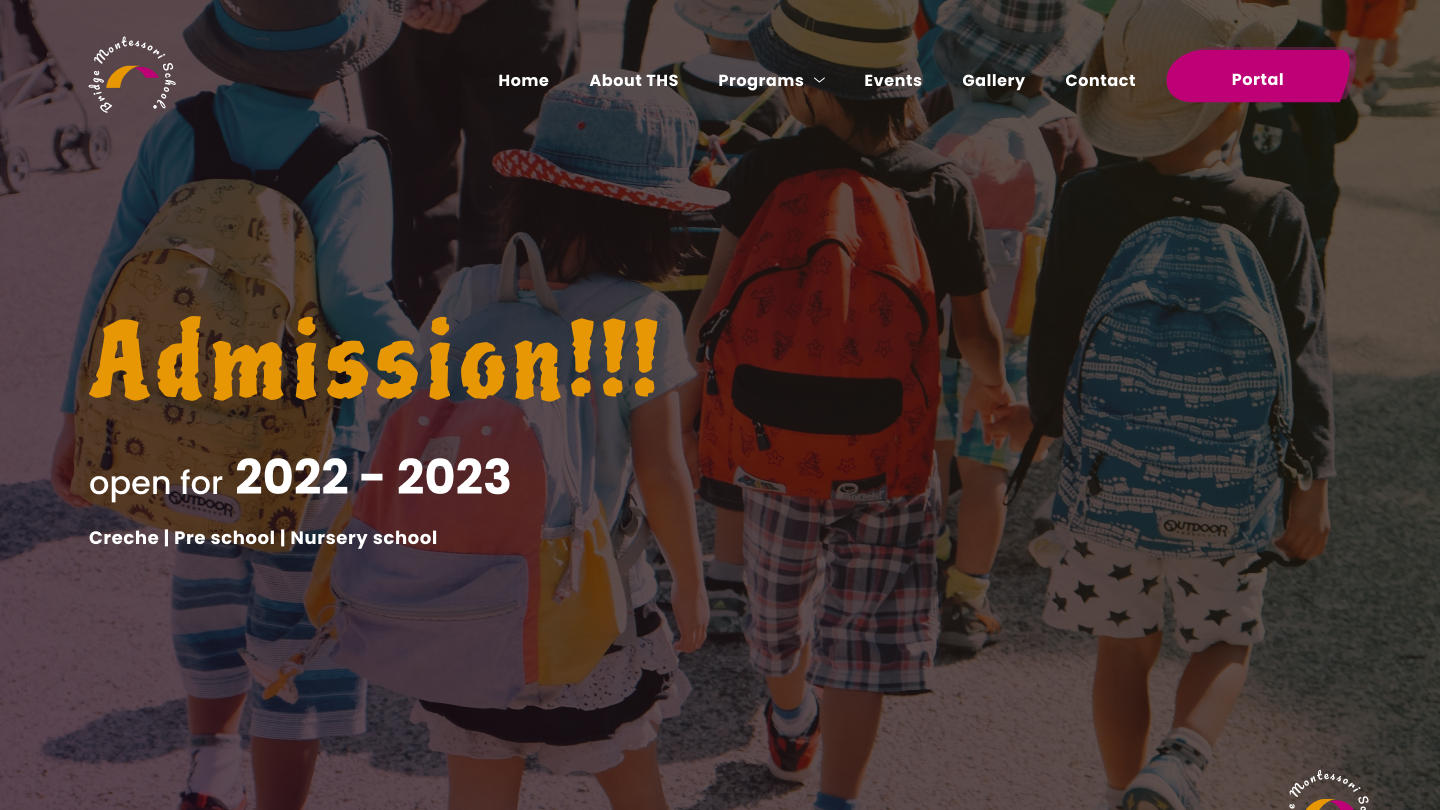 Bridge Montessori School.
Home About THS Programs Events Gallery Contact Portal
Admission!!!
open for 2022 – 2023
Creche | Pre school | Nursery school
OUTDOOR
OUTDOOR
Montessori